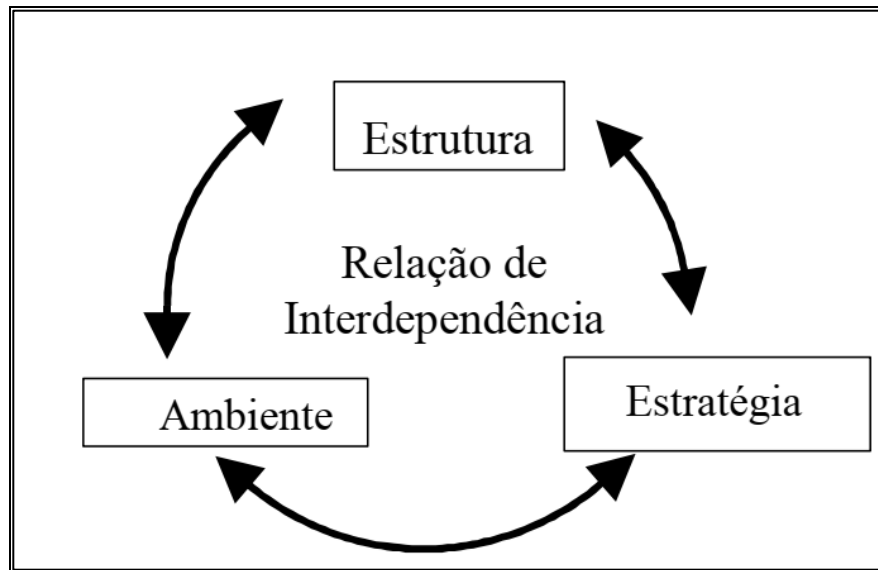 Estrutura
Relação de
Interdependência
Ambiente
Estratégia